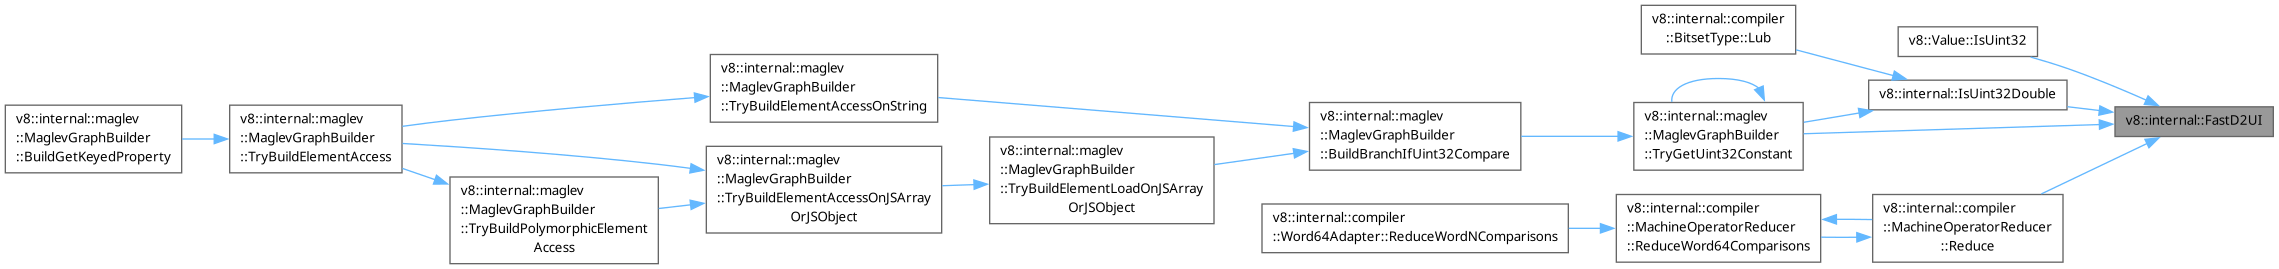 v8::internal::maglev
::MaglevGraphBuilder
::BuildGetKeyedProperty
v8::internal::maglev
::MaglevGraphBuilder
::TryBuildElementAccess
v8::internal::maglev
::MaglevGraphBuilder
::TryBuildPolymorphicElement
Access
v8::internal::maglev
::MaglevGraphBuilder
::TryBuildElementAccessOnString
v8::internal::maglev
::MaglevGraphBuilder
::TryBuildElementAccessOnJSArray
OrJSObject
v8::internal::maglev
::MaglevGraphBuilder
::TryBuildElementLoadOnJSArray
OrJSObject
v8::internal::maglev
::MaglevGraphBuilder
::BuildBranchIfUint32Compare
v8::internal::compiler
::Word64Adapter::ReduceWordNComparisons
v8::internal::compiler
::BitsetType::Lub
v8::internal::maglev
::MaglevGraphBuilder
::TryGetUint32Constant
v8::internal::compiler
::MachineOperatorReducer
::ReduceWord64Comparisons
v8::Value::IsUint32
v8::internal::IsUint32Double
v8::internal::compiler
::MachineOperatorReducer
::Reduce
v8::internal::FastD2UI